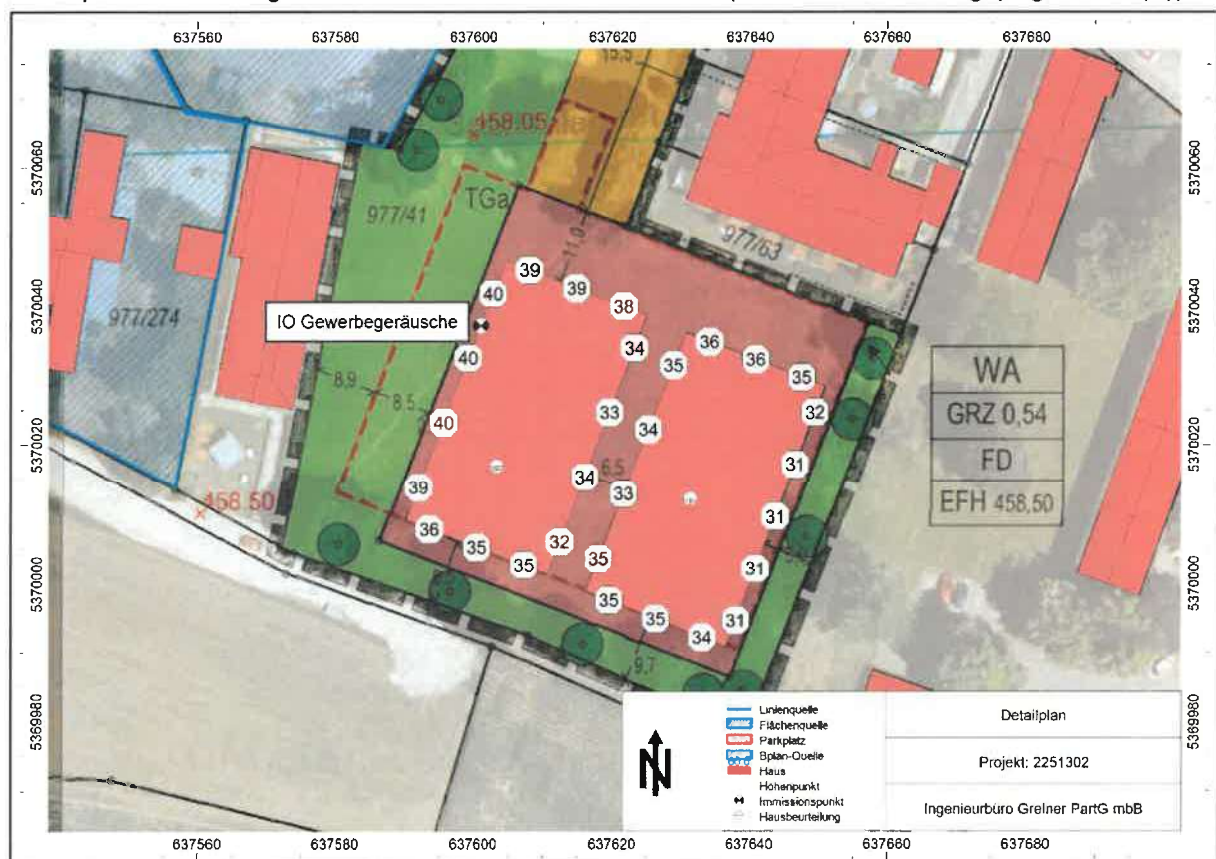 637560 637580 637600 637620 637640 637660 637680
5370060
5370040
5370020
5370000
5369980
5370060
5370040
5370020
5370000
5369980
15,5
458.05
TGa
977/41
977/63
977/274
11,0
IO Gewerbegeräusche
39
40
39
38
40
34
36
36
35
35
8,9
8,5
40
33
34
32
WA
GRZ 0,54
FD
EFH 458,50
458.50
39
34
6,5
33
31
36
35
35
32
35
31
31
35
35
34
31
9,7
Linienquelle
Flächenquelle
Parkplatz
Bplan-Quelle
Haus
Höhenpunkt
Immissionspunkt
Hausbeurteilung
N
Detailplan
Projekt: 2251302
Ingenieurbüro Greiner PartG mbB
637560 637580 637600 637620 637640 637660 637680